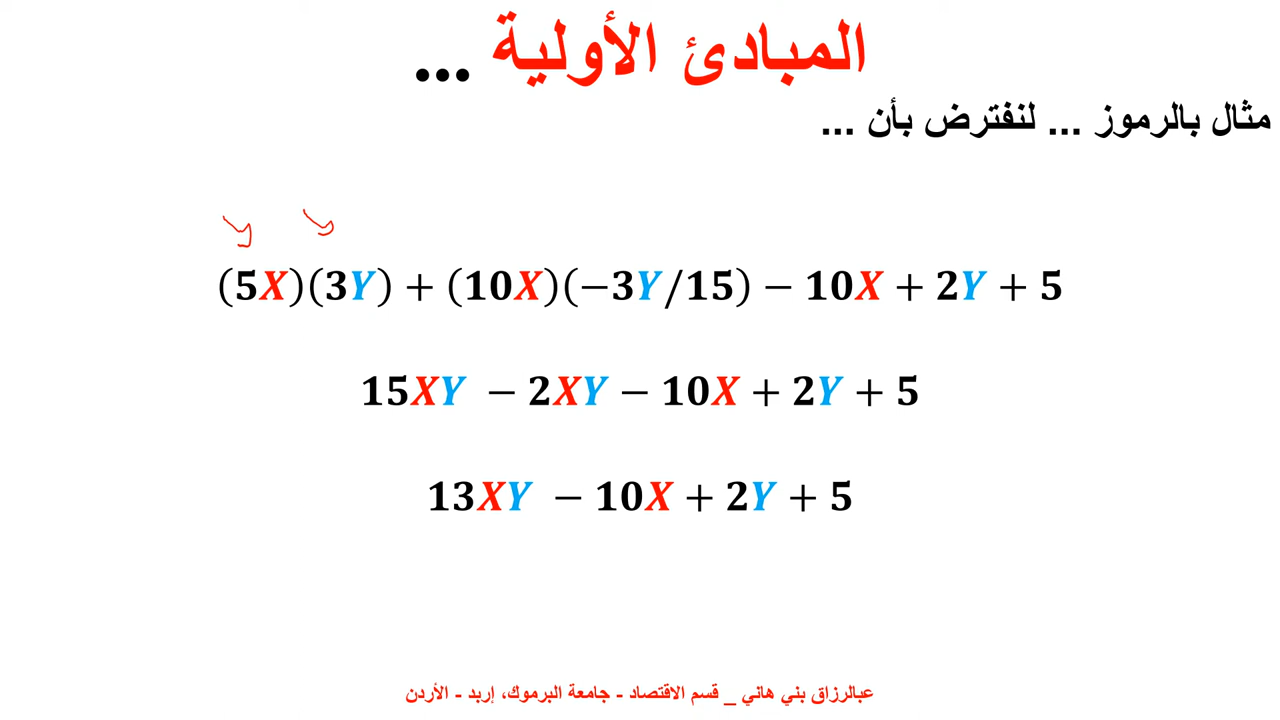 المبادئ الأولية ...
مثال بالرموز ... لنفترض بأن ...
(5X)(3Y) + (10X)(−3Y/15) − 10X + 2Y + 5
15XY − 2XY − 10X + 2Y + 5
13XY − 10X + 2Y + 5
عبالرزاق بني هاني _ قسم الاقتصاد - جامعة اليرموك، إربد - الأردن